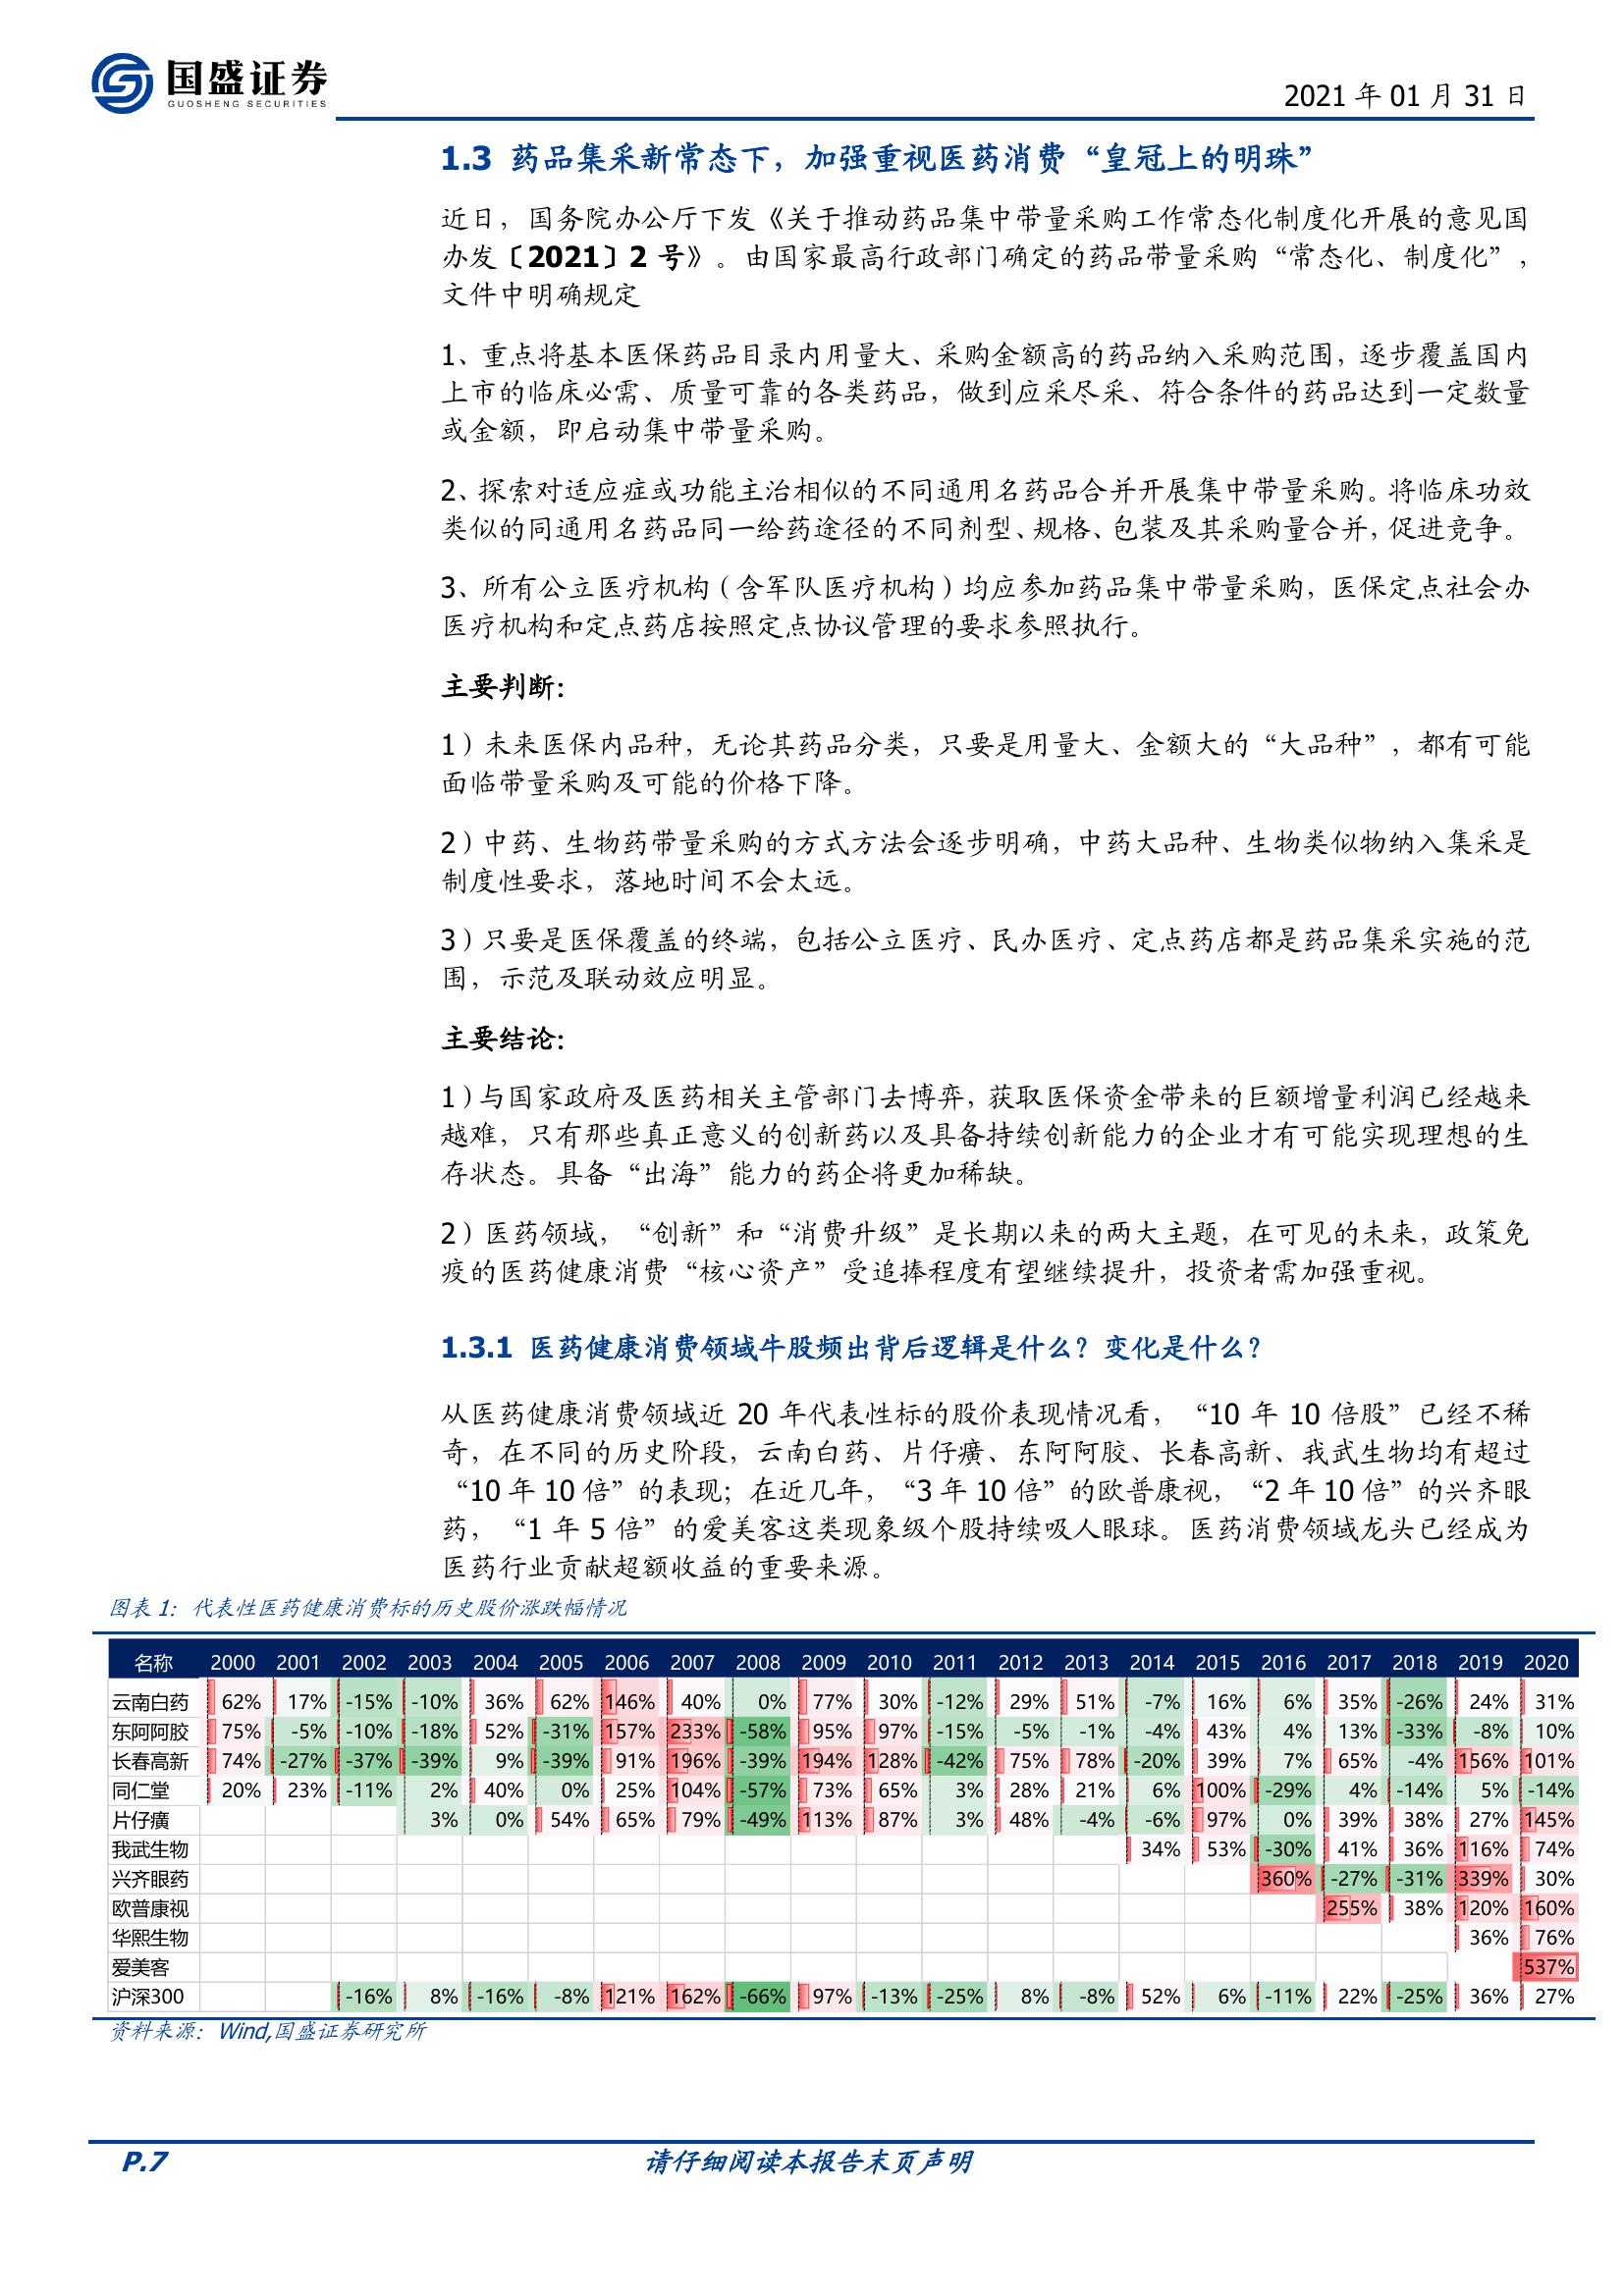 国盛证券
GUOSHENG SECURITIES
2021 年 01 月 31 日
1.3 药品集采新常态下，加强重视医药消费“皇冠上的明珠”
近日，国务院办公厅下发《关于推动药品集中带量采购工作常态化制度化开展的意见国
办发〔2021〕2 号》。由国家最高行政部门确定的药品带量采购“常态化、制度化”，
文件中明确规定
1、重点将基本医保药品目录内用量大、采购金额高的药品纳入采购范围，逐步覆盖国内
上市的临床必需、质量可靠的各类药品，做到应采尽采、符合条件的药品达到一定数量
或金额，即启动集中带量采购。
2、探索对适应症或功能主治相似的不同通用名药品合并开展集中带量采购。将临床功效
类似的同通用名药品同一给药途径的不同剂型、规格、包装及其采购量合并，促进竞争。
3、所有公立医疗机构（含军队医疗机构）均应参加药品集中带量采购，医保定点社会办
医疗机构和定点药店按照定点协议管理的要求参照执行。
主要判断：
1）未来医保内品种，无论其药品分类，只要是用量大、金额大的“大品种”，都有可能
面临带量采购及可能的价格下降。
2）中药、生物药带量采购的方式方法会逐步明确，中药大品种、生物类似物纳入集采是
制度性要求，落地时间不会太远。
3）只要是医保覆盖的终端，包括公立医疗、民办医疗、定点药店都是药品集采实施的范
围，示范及联动效应明显。
主要结论：
1）与国家政府及医药相关主管部门去博弈，获取医保资金带来的巨额增量利润已经越来
越难，只有那些真正意义的创新药以及具备持续创新能力的企业才有可能实现理想的生
存状态。具备“出海”能力的药企将更加稀缺。
2）医药领域，“创新”和“消费升级”是长期以来的两大主题，在可见的未来，政策免
疫的医药健康消费“核心资产”受追捧程度有望继续提升，投资者需加强重视。
1.3.1 医药健康消费领域牛股频出背后逻辑是什么？变化是什么？
从医药健康消费领域近 20 年代表性标的股价表现情况看，“10 年 10 倍股”已经不稀
奇，在不同的历史阶段，云南白药、片仔癀、东阿阿胶、长春高新、我武生物均有超过
“10 年 10 倍”的表现；在近几年，“3 年 10 倍”的欧普康视，“2 年 10 倍”的兴齐眼
药，“1 年 5 倍”的爱美客这类现象级个股持续吸人眼球。医药消费领域龙头已经成为
医药行业贡献超额收益的重要来源。
图表 1：代表性医药健康消费标的历史股价涨跌幅情况
名称 2000 2001 2002 2003 2004 2005 2006 2007 2008 2009 2010 2011 2012 2013 2014 2015 2016 2017 2018 2019 2020
云南白药 62% 17% -15% -10% 36% 62% 146% 40% 0% 77% 30% -12% 29% 51% -7% 16% 6% 35% -26% 24% 31%
东阿阿胶 75% -5% -10% -18% 52% -31% 157% 233% -58% 95% 97% -15% -5% -1% -4% 43% 4% 13% -33% -8% 10%
长春高新 74% -27% -37% -39% 9% -39% 91% 196% -39% 194% 128% -42% 75% 78% -20% 39% 7% 65% -4% 156% 101%
同仁堂 20% 23% -11% 2% 40% 0% 25% 104% -57% 73% 65% 3% 28% 21% 6% 100% -29% 4% -14% 5% -14%
片仔癀 3% 0% 54% 65% 79% -49% 113% 87% 3% 48% -4% -6% 97% 0% 39% 38% 27% 145%
我武生物 34% 53% -30% 41% 36% 116% 74%
兴齐眼药 360% -27% -31% 339% 30%
欧普康视 255% 38% 120% 160%
华熙生物 36% 76%
爱美客 537%
沪深300 -16% 8% -16% -8% 121% 162% -66% 97% -13% -25% 8% -8% 52% 6% -11% 22% -25% 36% 27%
资料来源：Wind,国盛证券研究所
P.7
请仔细阅读本报告末页声明